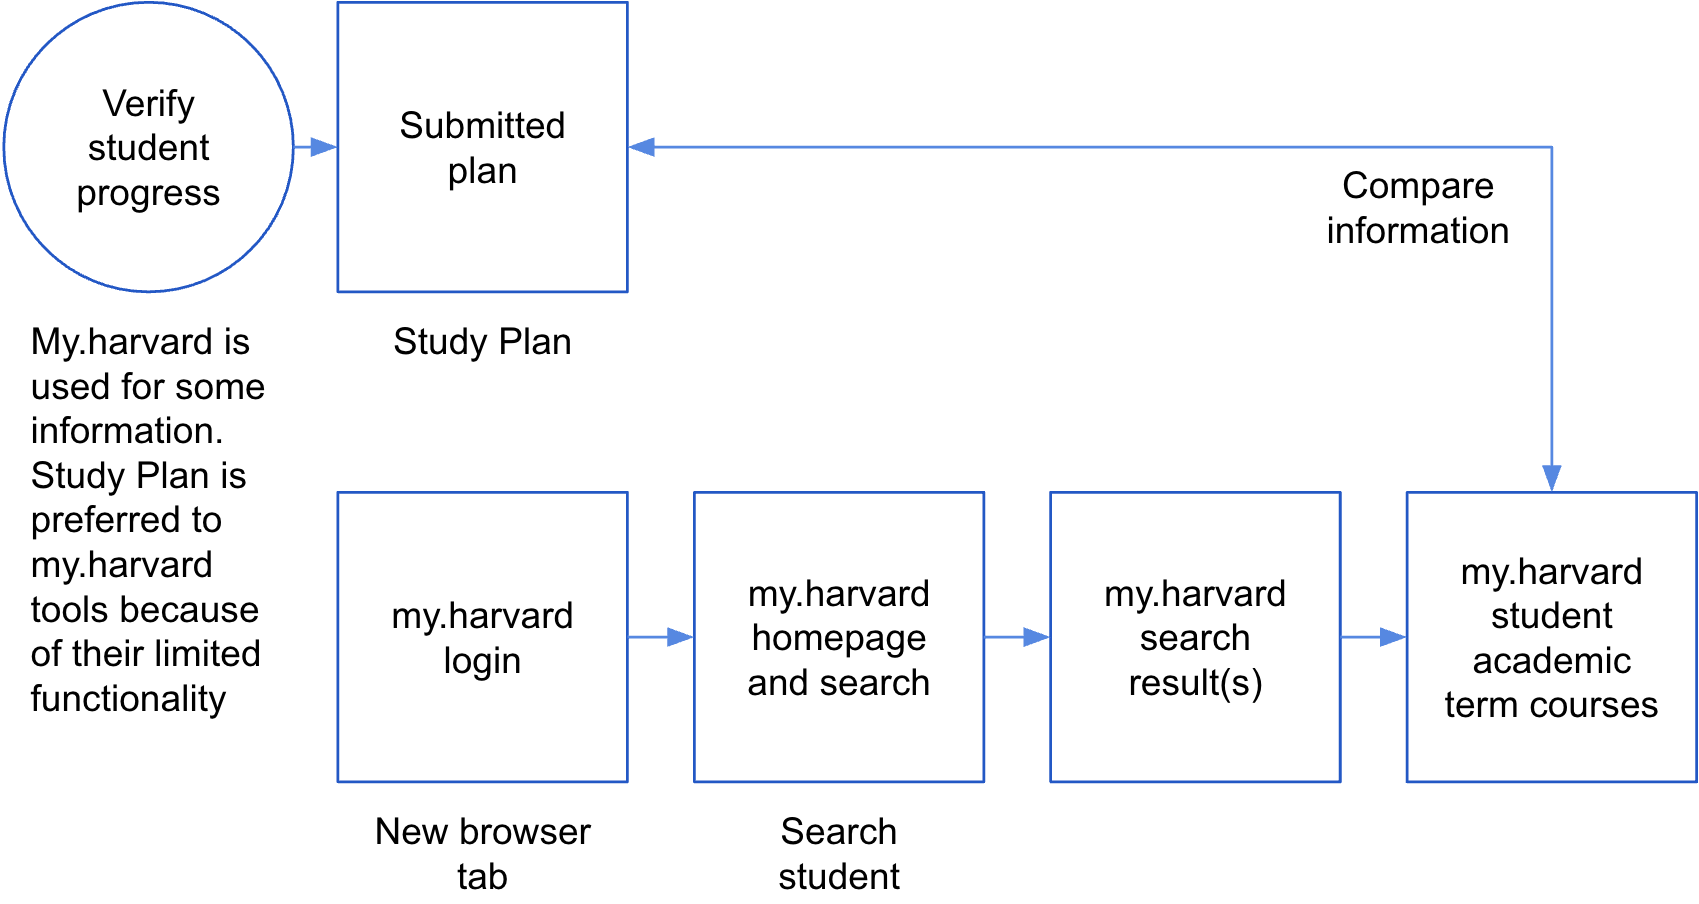 Verify
student
progress
Submitted
plan
Compare
information
My.harvard is
used for some
information.
Study Plan is
preferred to
my.harvard
tools because
of their limited
functionality
Study Plan
my.harvard
login
my.harvard
homepage
and search
my.harvard
search
result(s)
my.harvard
student
academic
term courses
New browser
tab
Search
student